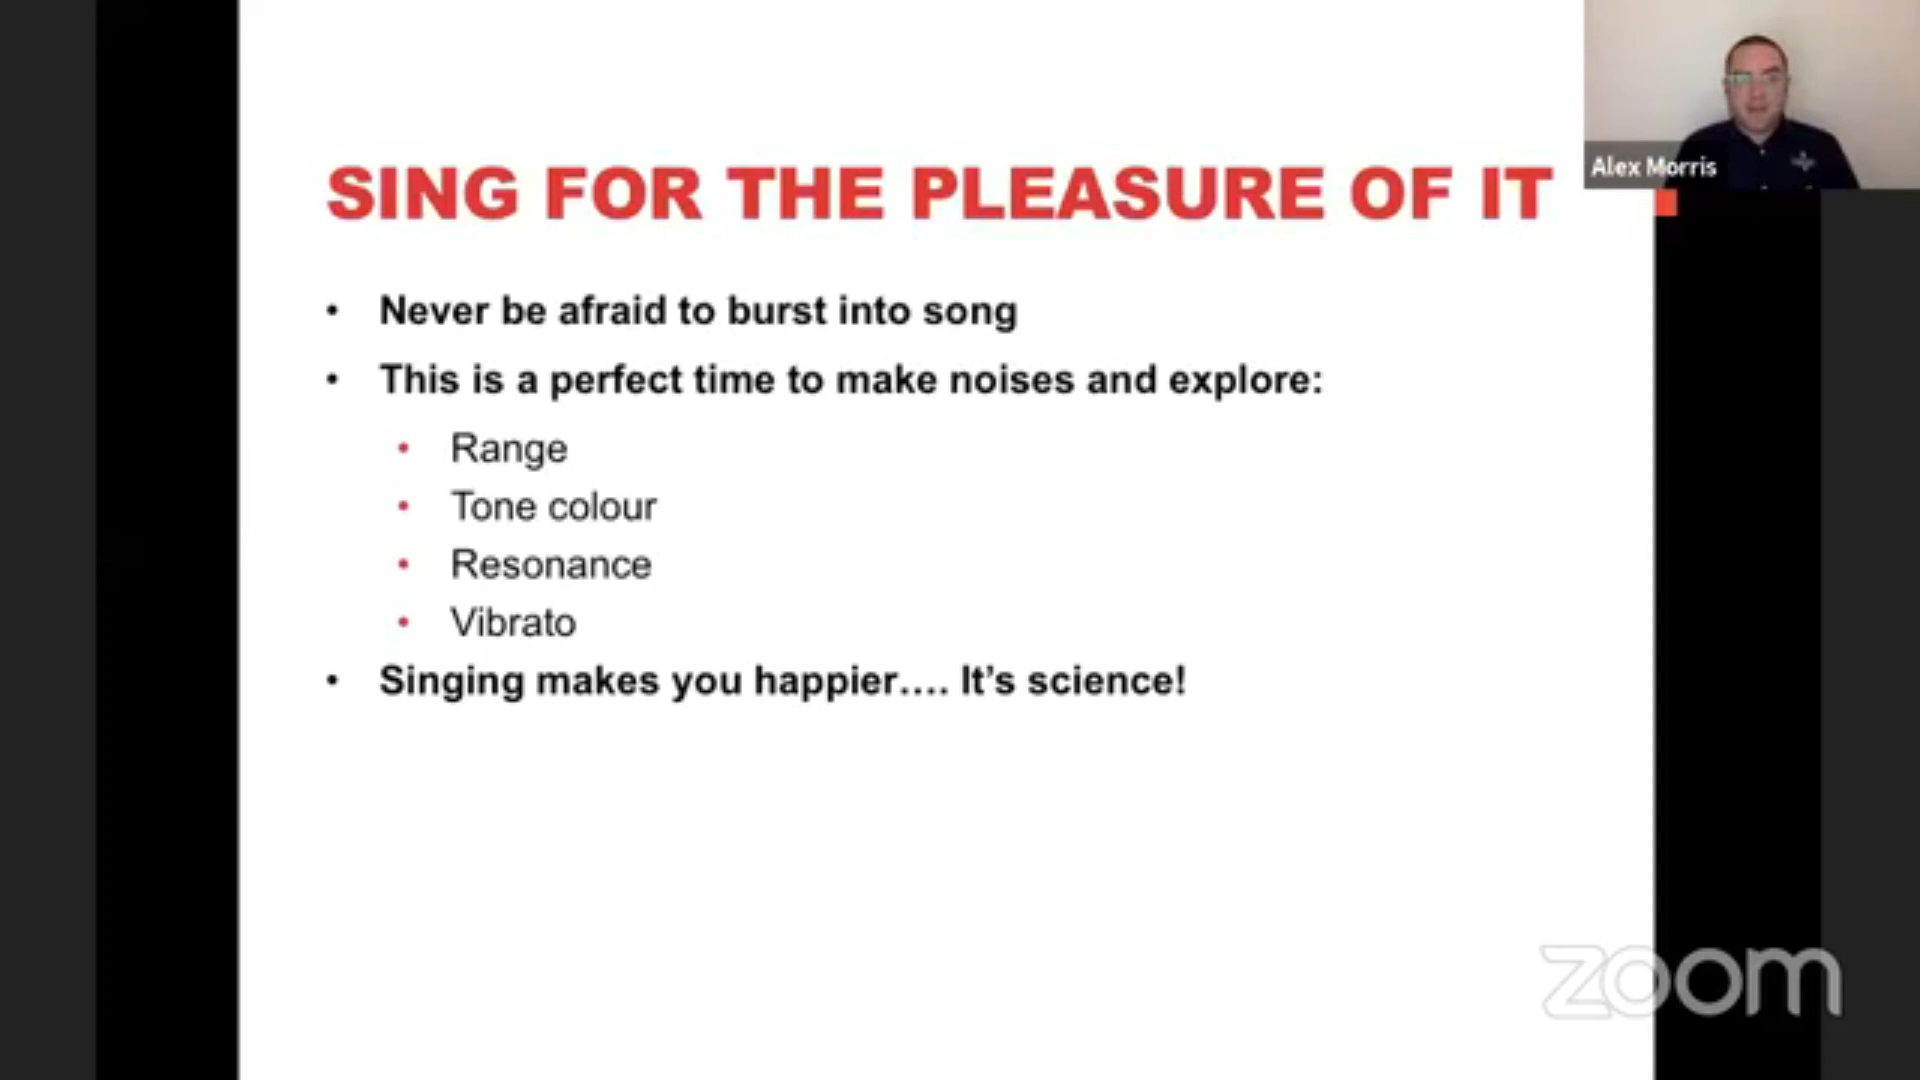 SING FOR THE PLEASURE OF IT
Alex Morris
• Never be afraid to burst into song
• This is a perfect time to make noises and explore:
• Range
• Tone colour
• Resonance
• Vibrato
• Singing makes you happier.... It’s science!
zoom